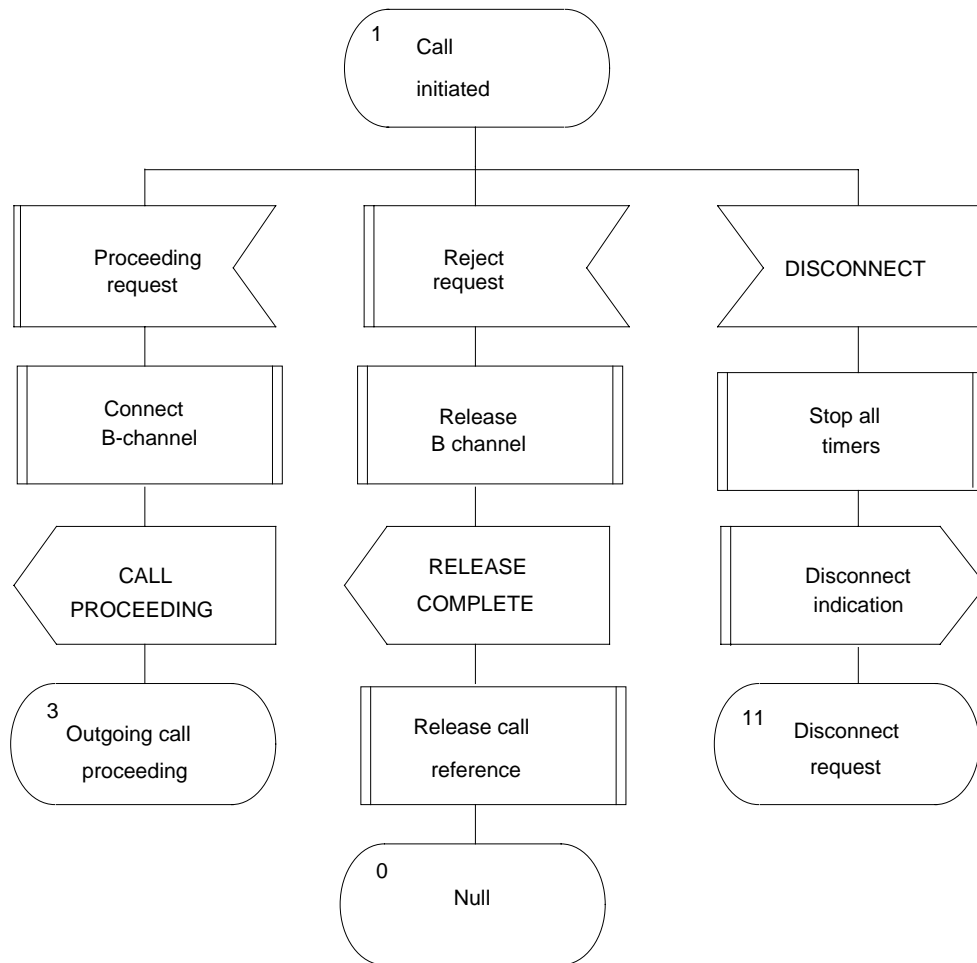 1
Call
initiated
Proceeding
request
Reject
request
DISCONNECT
Connect
B-channel
Release
B channel
Stop all
timers
CALL
PROCEEDING
RELEASE
COMPLETE
Disconnect
indication
3
Outgoing call
proceeding
Release call
reference
11
Disconnect
request
0
Null